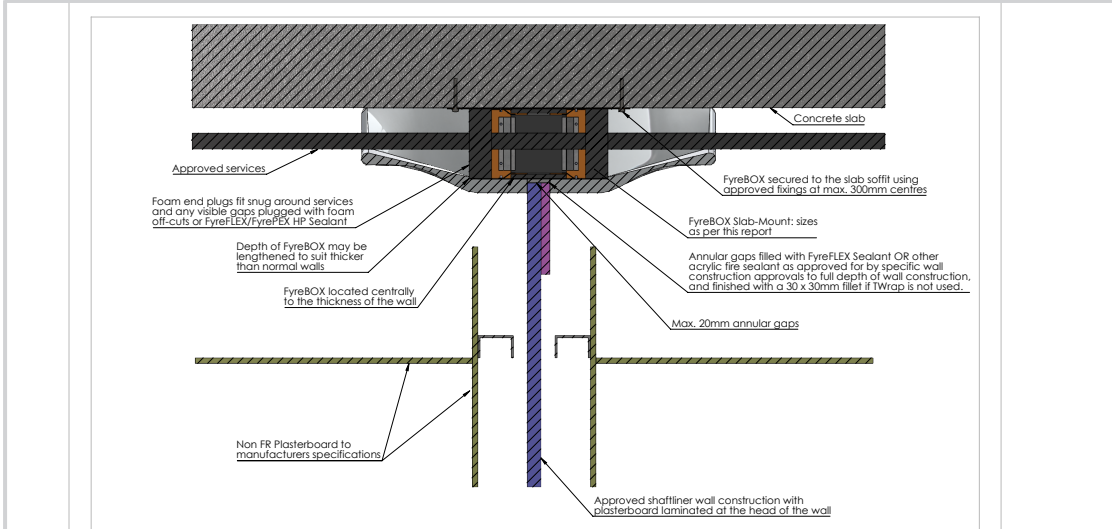 Concrete slab
Approved services
FyreBOX secured to the slab soffit using
approved fixings at max. 300mm centres
Foam end plugs fit snug around services
and any visible gaps plugged with foam
off-cuts or FyreFLEX/FyrePEX HP Sealant
FyreBOX Slab-Mount: sizes
as per this report
Depth of FyreBOX may be
lengthened to suit thicker
than normal walls
Annular gaps filled with FyreFLEX Sealant OR other
acrylic fire sealant as approved for by specific wall
construction approvals to full depth of wall construction,
and finished with a 30 x 30mm fillet if TWrap is not used.
FyreBOX located centrally
to the thickness of the wall
Max. 20mm annular gaps
Non FR Plasterboard to
manufacturers specifications
Approved shaftliner wall construction with
plasterboard laminated at the head of the wall